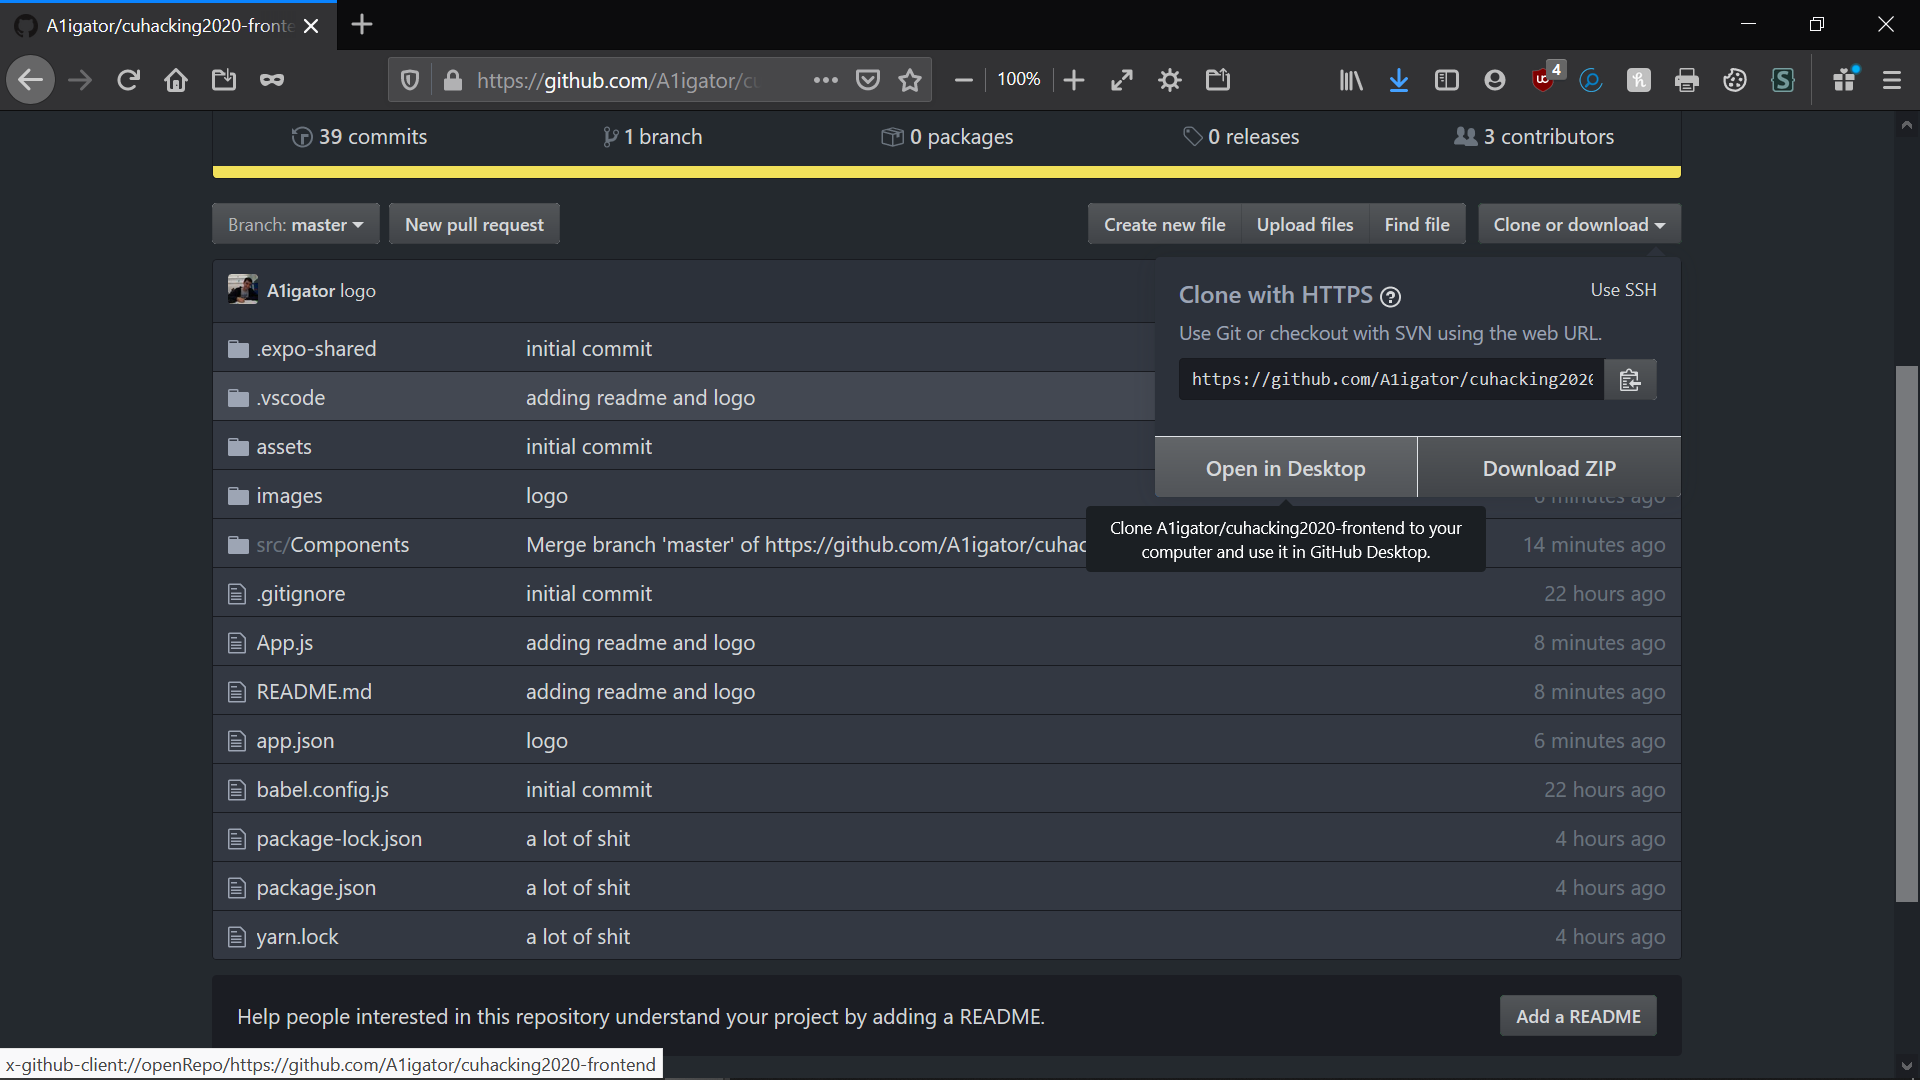 A1igator/cuhacking2020-fronte
https://github.com/A1igator/cu
100%
4
39 commits
1 branch
0 packages
0 releases
3 contributors
Branch: master
New pull request
Create new file
Upload files
Find file
Clone or download
A1igator logo
Clone with HTTPS
Use SSH
Use Git or checkout with SVN using the web URL.
https://github.com/A1igator/cuhacking2020
Open in Desktop
Download ZIP
Clone A1igator/cuhacking2020-frontend to your
computer and use it in GitHub Desktop.
.expo-shared initial commit
.vscode adding readme and logo
assets initial commit
images logo 6 minutes ago
src/Components Merge branch 'master' of https://github.com/A1igator/cuhac 14 minutes ago
.gitignore initial commit 22 hours ago
App.js adding readme and logo 8 minutes ago
README.md adding readme and logo 8 minutes ago
app.json logo 6 minutes ago
babel.config.js initial commit 22 hours ago
package-lock.json a lot of shit 4 hours ago
package.json a lot of shit 4 hours ago
yarn.lock a lot of shit 4 hours ago
Help people interested in this repository understand your project by adding a README.
Add a README
x-github-client://openRepo/https://github.com/A1igator/cuhacking2020-frontend